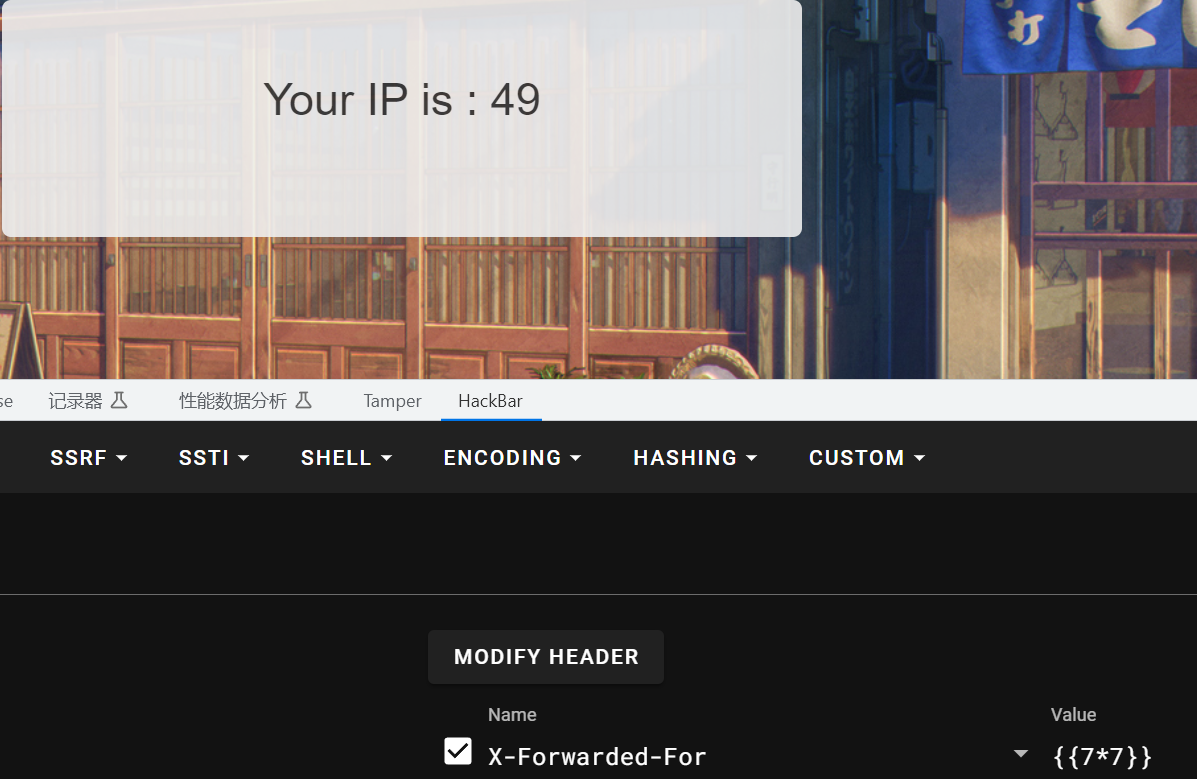 Your IP is : 49
se 记录器 性能数据分析 Tamper HackBar
SSRF SSTI SHELL ENCODING HASHING CUSTOM
MODIFY HEADER
Name Value
X-Forwarded-For {{7*7}}